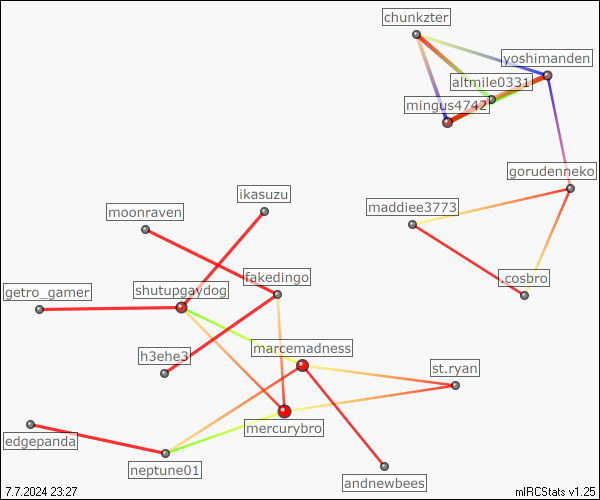 chunkzter
yoshimanden
altmile0331
mingus4742
gorudenneko
ikasuzu
maddiee3773
moonraven
fakedingo
.cosbro
getro_gamer
shutupgaydog
h3ehe3
marcemadness
st.ryan
mercurybro
edgepanda
neptune01
andnewbees
7.7.2024 23:27
mIRCStats v1.25